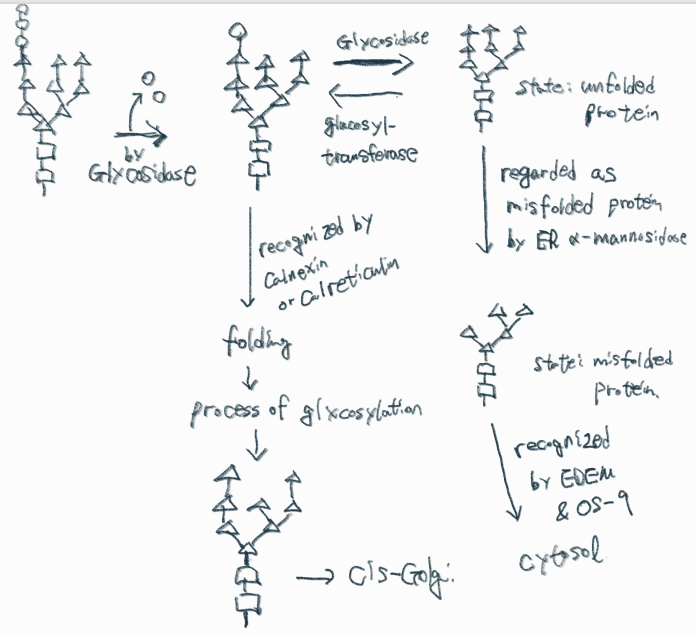 by
Glycosidase
Glycosidase
glucosyl-
transferase
state: unfolded
protein
regarded as
misfolded protein
by ER α-mannosidase
recognized by
Calnexin
or Calreticulin
folding
process of glycosylation
cis-Golgi
state: misfolded
protein.
recognized
by EDEM
& OS-9
cytosol